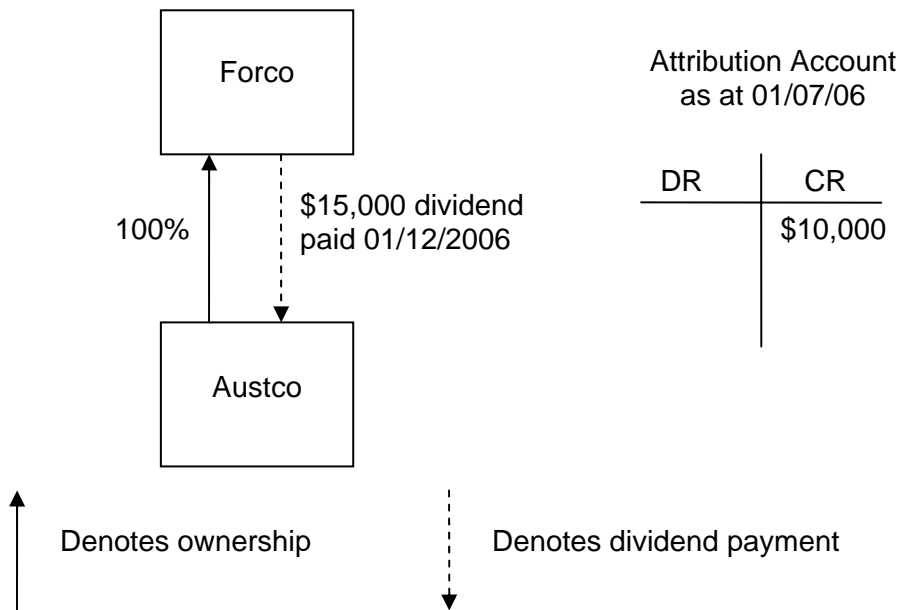 Forco
Attribution Account
as at 01/07/06
DR CR
$10,000
100%
$15,000 dividend
paid 01/12/2006
Austco
Denotes ownership
Denotes dividend payment